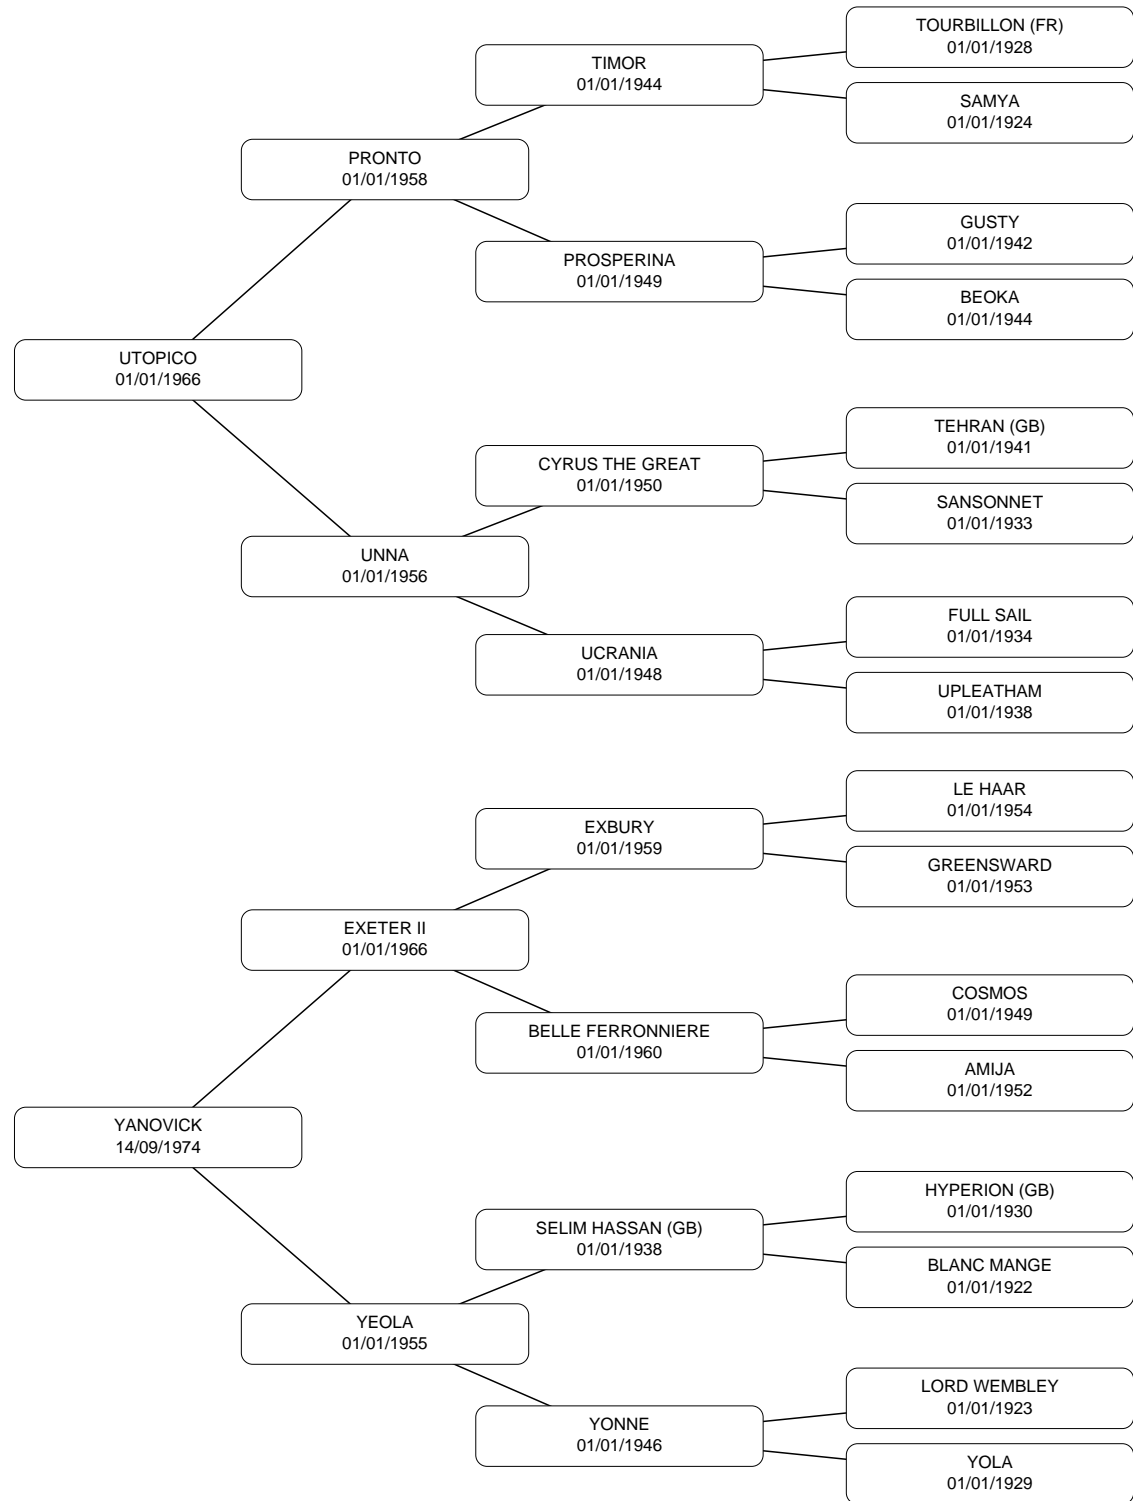 TOURBILLON (FR)
01/01/1928
TIMOR
01/01/1944
SAMYA
01/01/1924
PRONTO
01/01/1958
GUSTY
01/01/1942
PROSPERINA
01/01/1949
BEOKA
01/01/1944
UTOPICO
01/01/1966
TEHRAN (GB)
01/01/1941
CYRUS THE GREAT
01/01/1950
SANSONNET
01/01/1933
UNNA
01/01/1956
FULL SAIL
01/01/1934
UCRANIA
01/01/1948
UPLEATHAM
01/01/1938
LE HAAR
01/01/1954
EXBURY
01/01/1959
GREENSWARD
01/01/1953
EXETER II
01/01/1966
COSMOS
01/01/1949
BELLE FERRONNIERE
01/01/1960
AMIJA
01/01/1952
YANOVICK
14/09/1974
HYPERION (GB)
01/01/1930
SELIM HASSAN (GB)
01/01/1938
BLANC MANGE
01/01/1922
YEOLA
01/01/1955
LORD WEMBLEY
01/01/1923
YONNE
01/01/1946
YOLA
01/01/1929